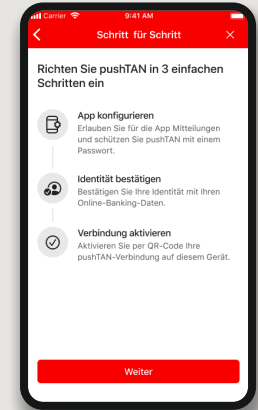 Carrier 9:41 AM
Schritt für Schritt
Richten Sie pushTAN in 3 einfachen
Schritten ein
App konfigurieren
Erlauben Sie für die App Mitteilungen
und schützen Sie pushTAN mit einem
Passwort.
Identität bestätigen
Bestätigen Sie Ihre Identität mit Ihren
Online-Banking-Daten.
Verbindung aktivieren
Aktivieren Sie per QR-Code Ihre
pushTAN-Verbindung auf diesem Gerät.
Weiter